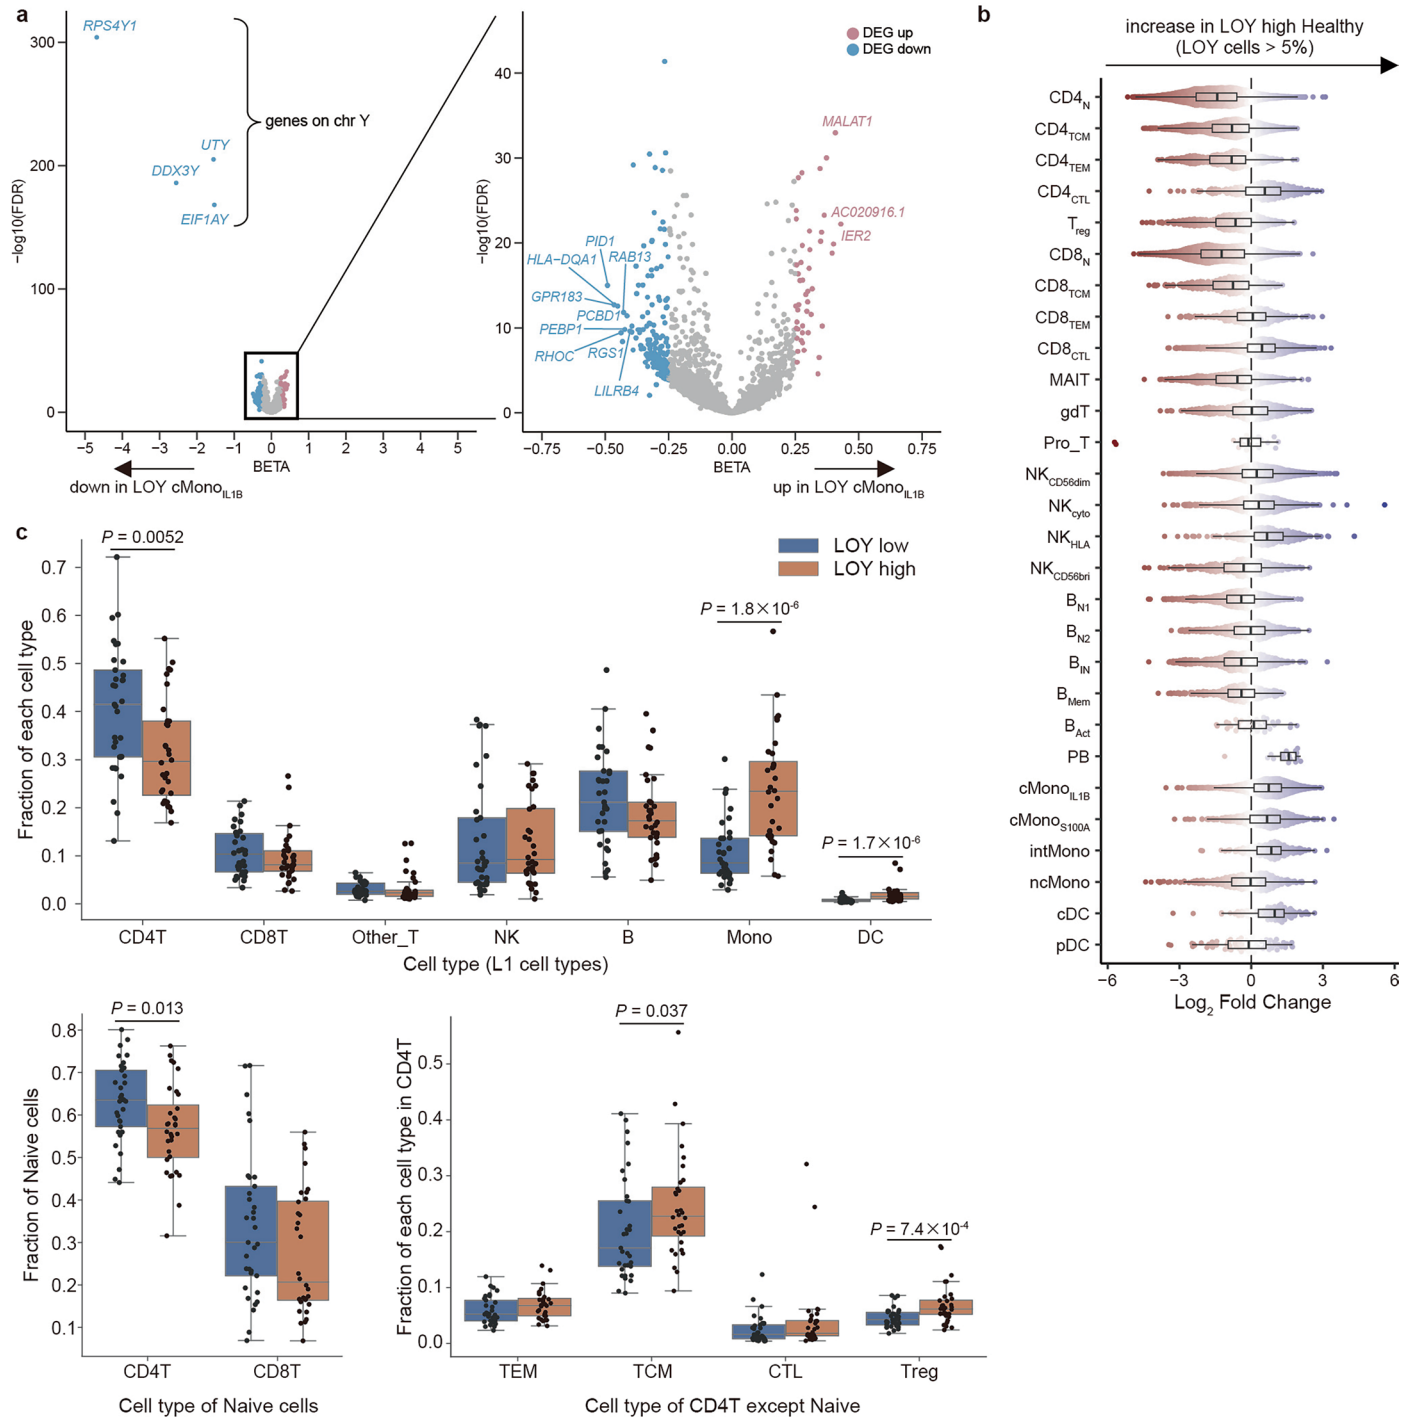 a
RPS4Y1
300
genes on chr Y
UTY
200
DDX3Y
EIF1AY
100
0
−log10(FDR)
−5 −4 −3 −2 −1 0 1 2 3 4 5
BETA
down in LOY cMonoIL1B
DEG up
DEG down
40
MALAT1
30
AC020916.1
IER2
20
PID1
HLA−DQA1
RAB13
GPR183
PCBD1
10
PEBP1
RHOC
RGS1
LILRB4
0
−log10(FDR)
−0.75 −0.50 −0.25 0.00 0.25 0.50 0.75
BETA
up in LOY cMonoIL1B
b
increase in LOY high Healthy
(LOY cells > 5%)
CD4N
CD4TCM
CD4TEM
CD4CTL
Treg
CD8N
CD8TCM
CD8TEM
CD8CTL
MAIT
gdT
Pro_T
NKCD56dim
NKcyto
NKHLA
NKCD56bri
BN1
BN2
BIN
BMem
BAct
PB
cMonoIL1B
cMonoS100A
intMono
ncMono
cDC
pDC
−6 −3 0 3 6
Log2 Fold Change
c
P = 0.0052
LOY low
LOY high
P = 1.8×10-6
P = 1.7×10-6
0.7
0.6
0.5
0.4
0.3
0.2
0.1
0.0
Fraction of each cell type
CD4T CD8T Other_T NK B Mono DC
Cell type (L1 cell types)
P = 0.013
0.8
0.7
0.6
0.5
0.4
0.3
0.2
0.1
Fraction of Naive cells
CD4T CD8T
Cell type of Naive cells
P = 0.037
P = 7.4×10-4
0.5
0.4
0.3
0.2
0.1
0.0
Fraction of each cell type in CD4T
TEM TCM CTL Treg
Cell type of CD4T except Naive